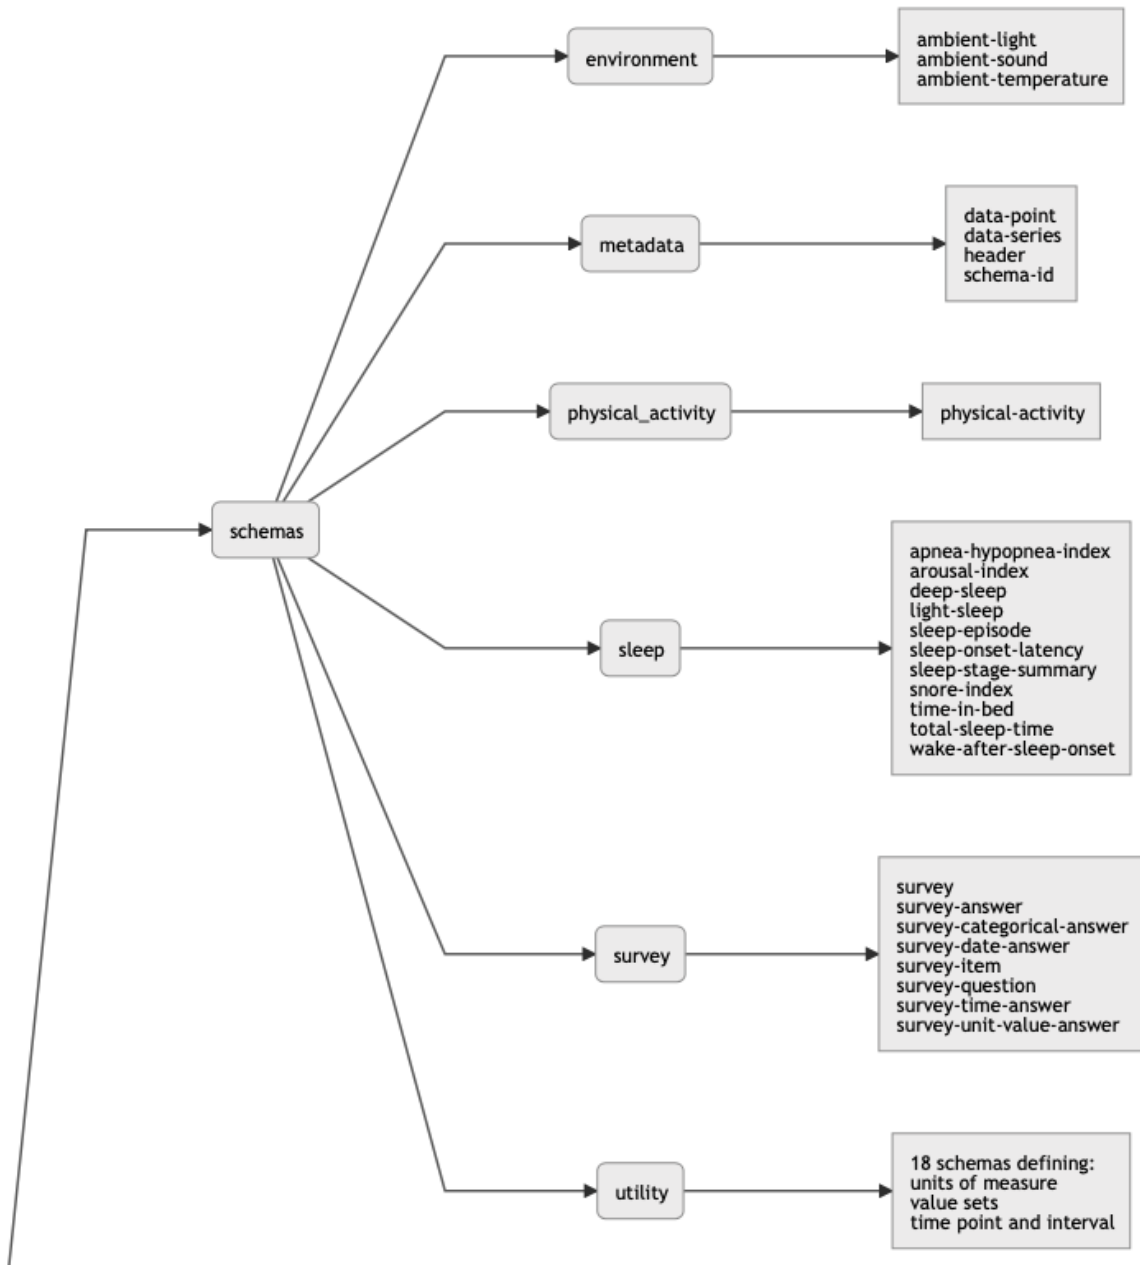 environment
ambient-light
ambient-sound
ambient-temperature
metadata
data-point
data-series
header
schema-id
physical_activity
physical-activity
schemas
sleep
apnea-hypopnea-index
arousal-index
deep-sleep
light-sleep
sleep-episode
sleep-onset-latency
sleep-stage-summary
snore-index
time-in-bed
total-sleep-time
wake-after-sleep-onset
survey
survey
survey-answer
survey-categorical-answer
survey-date-answer
survey-item
survey-question
survey-time-answer
survey-unit-value-answer
utility
18 schemas defining:
units of measure
value sets
time point and interval